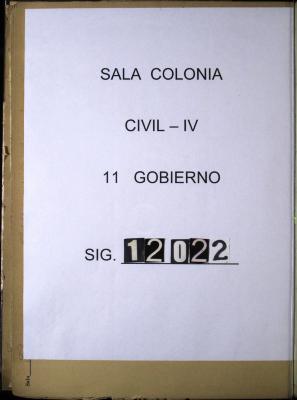 SALA COLONIA
CIVIL – IV
11 GOBIERNO
SIG. 12022